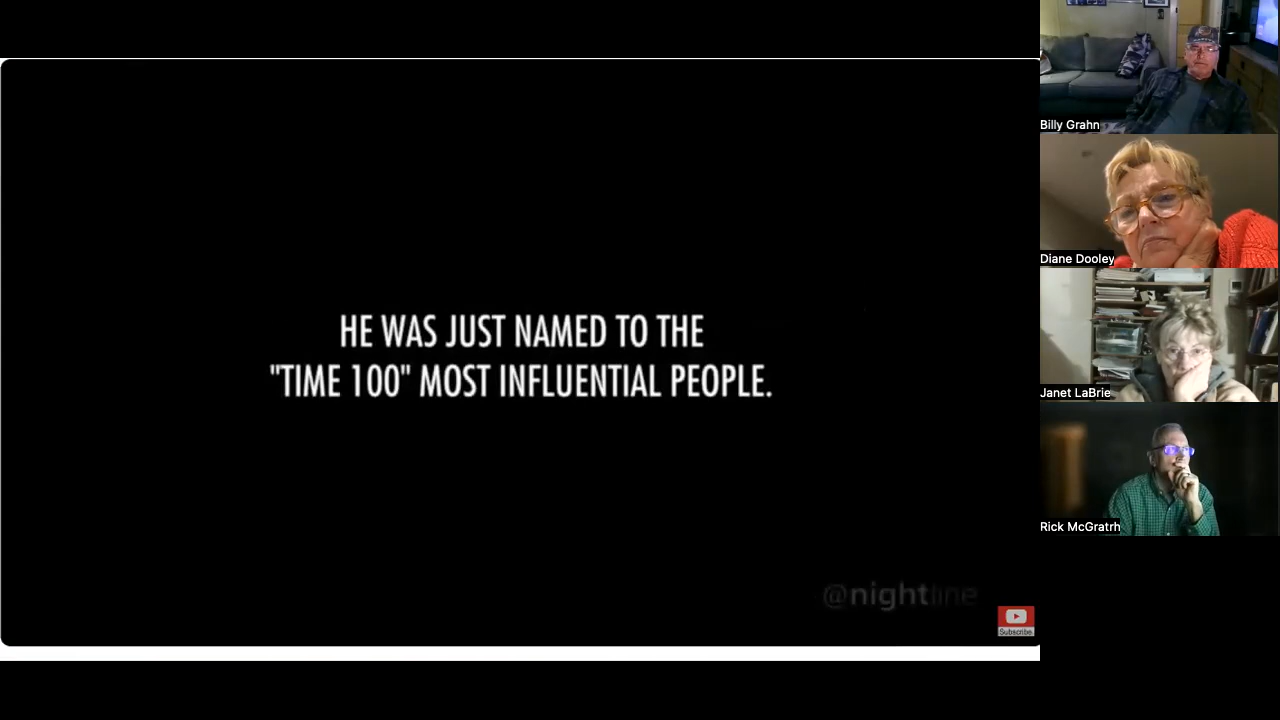 HE WAS JUST NAMED TO THE
"TIME 100" MOST INFLUENTIAL PEOPLE.
@nightline
Subscribe
Billy Grahn
Diane Dooley
Janet LaBrie
Rick McGratrh